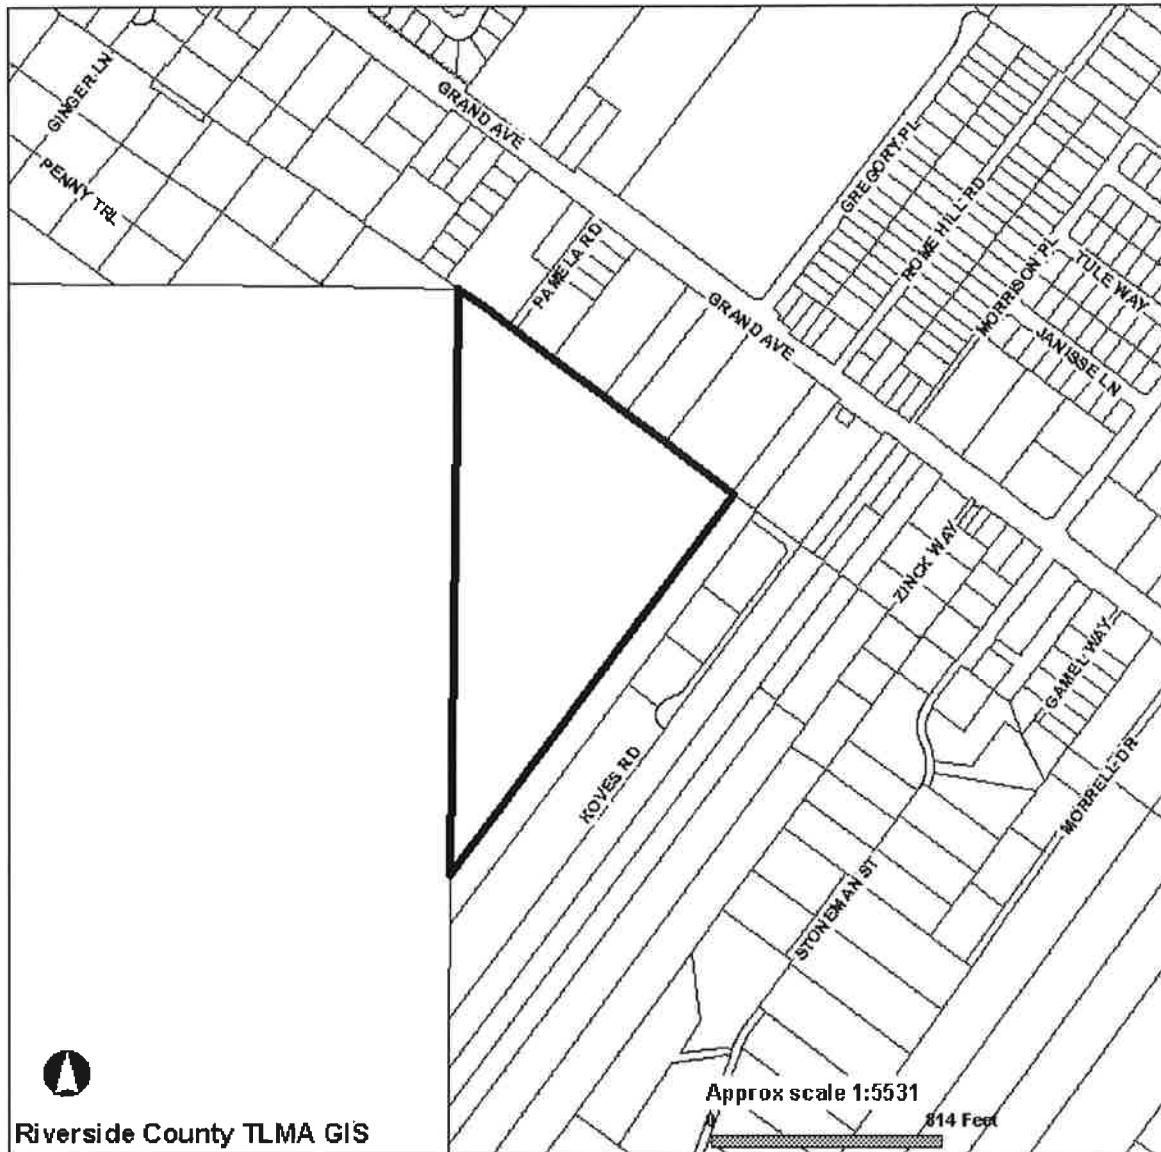 GINGER LN
GRAND AVE
PENNY TRL
PAMELA RD
GREGORY PL
ROME HILL RD
MORRISON PL
TULE WAY
GRAND AVE
JANISSE LN
ZINCK WAY
GAMEL WAY
KOVES RD
MORRELL DR
STONEMAN ST
Approx scale 1:5531
0 814 Feet
Riverside County TLMA GIS